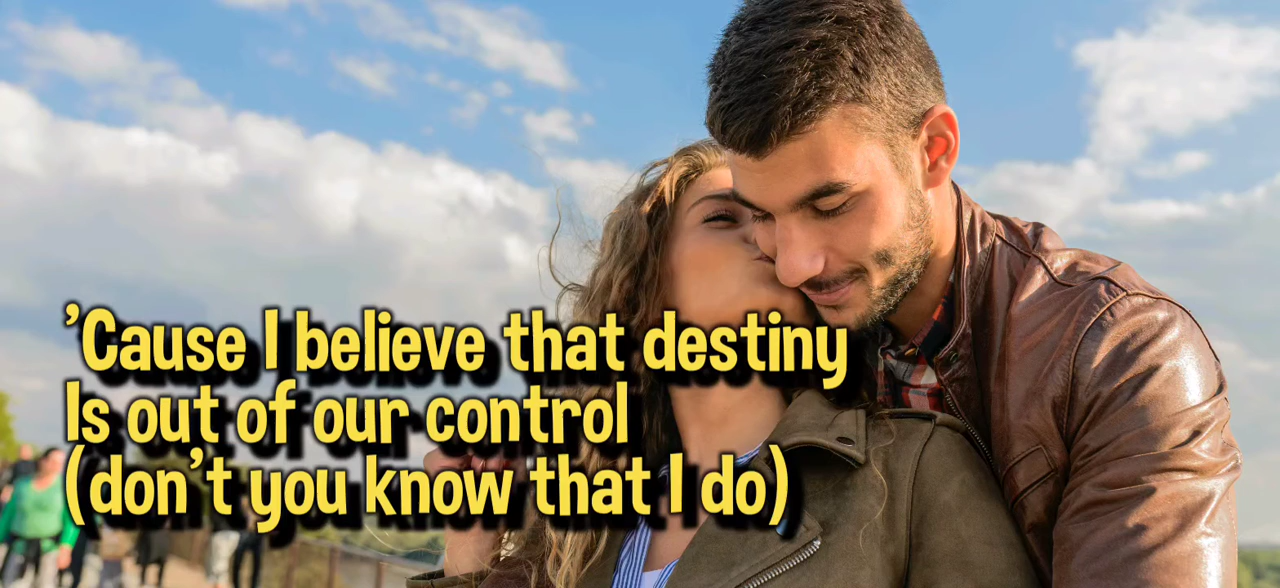 ’Cause I believe that destiny
Is out of our control
(don’t you know that I do)